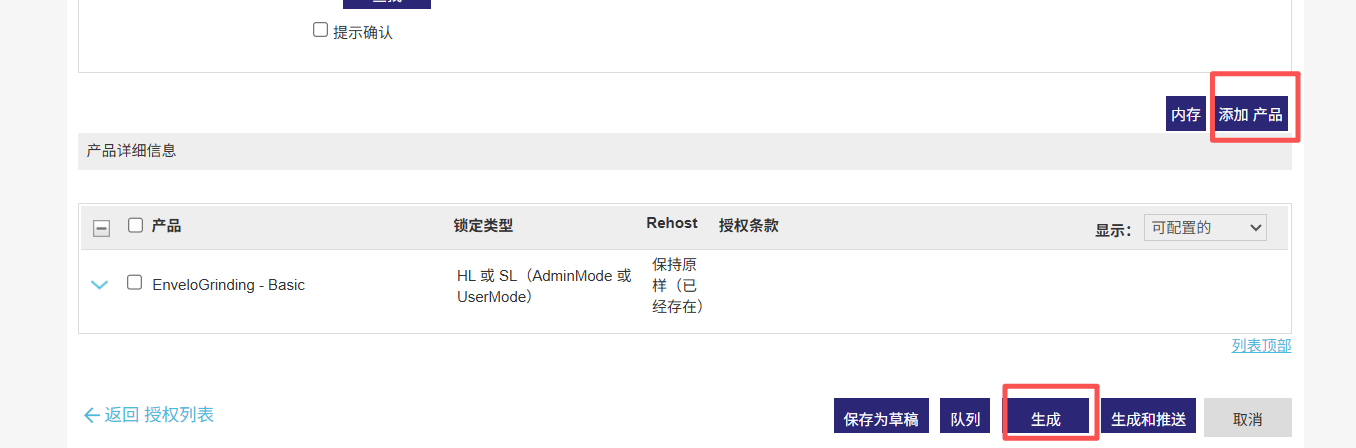 提示确认
内存 添加 产品
产品详细信息
产品 锁定类型 Rehost 授权条款 显示： 可配置的
EnveloGrinding - Basic
HL 或 SL（AdminMode 或
UserMode）
保持原
样（已
经存在）
列表顶部
返回 授权列表 保存为草稿 队列 生成 生成和推送 取消